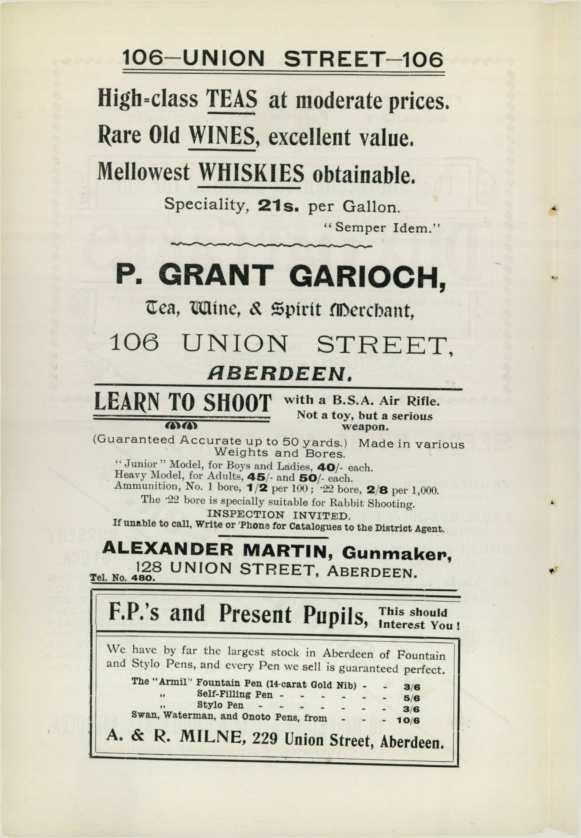 106—UNION STREET—106
High-class TEAS at moderate prices.
Rare Old WINES, excellent value.
Mellowest WHISKIES obtainable.
Speciality, 21s. per Gallon.
"Semper Idem."
P. GRANT GARIOCH,
Tea, Wine, & Spirit Merchant,
106 UNION STREET,
ABERDEEN.
LEARN TO SHOOT with a B.S.A. Air Rifle.
Not a toy, but a serious
weapon.
(Guaranteed Accurate up to 50 yards.) Made in various
Weights and Bores.
"Junior" Model, for Boys and Ladies, 40/- each.
Heavy Model, for Adults, 45/- and 50/- each.
Ammunition, No. 1 bore, 1/2 per 100; ·22 bore, 2/8 per 1,000.
The ·22 bore is specially suitable for Rabbit Shooting.
INSPECTION INVITED.
If unable to call, Write or 'Phone for Catalogues to the District Agent.
ALEXANDER MARTIN, Gunmaker,
128 UNION STREET, ABERDEEN.
Tel. No. 480.
F.P.'s and Present Pupils, This should
Interest You!
We have by far the largest stock in Aberdeen of Fountain
and Stylo Pens, and every Pen we sell is guaranteed perfect.
The "Armil" Fountain Pen (14-carat Gold Nib) - - 3/6
„ Self-Filling Pen - - - - - - 5/6
„ Stylo Pen - - - - - - - 3/6
Swan, Waterman, and Onoto Pens, from - - - 10/6
A. & R. MILNE, 229 Union Street, Aberdeen.